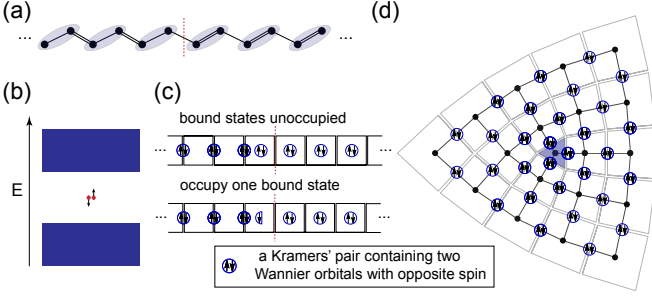 (a)
...
...
(d)
(b)
(c)
bound states unoccupied
...
...
E
occupy one bound state
...
...
a Kramers' pair containing two
Wannier orbitals with opposite spin